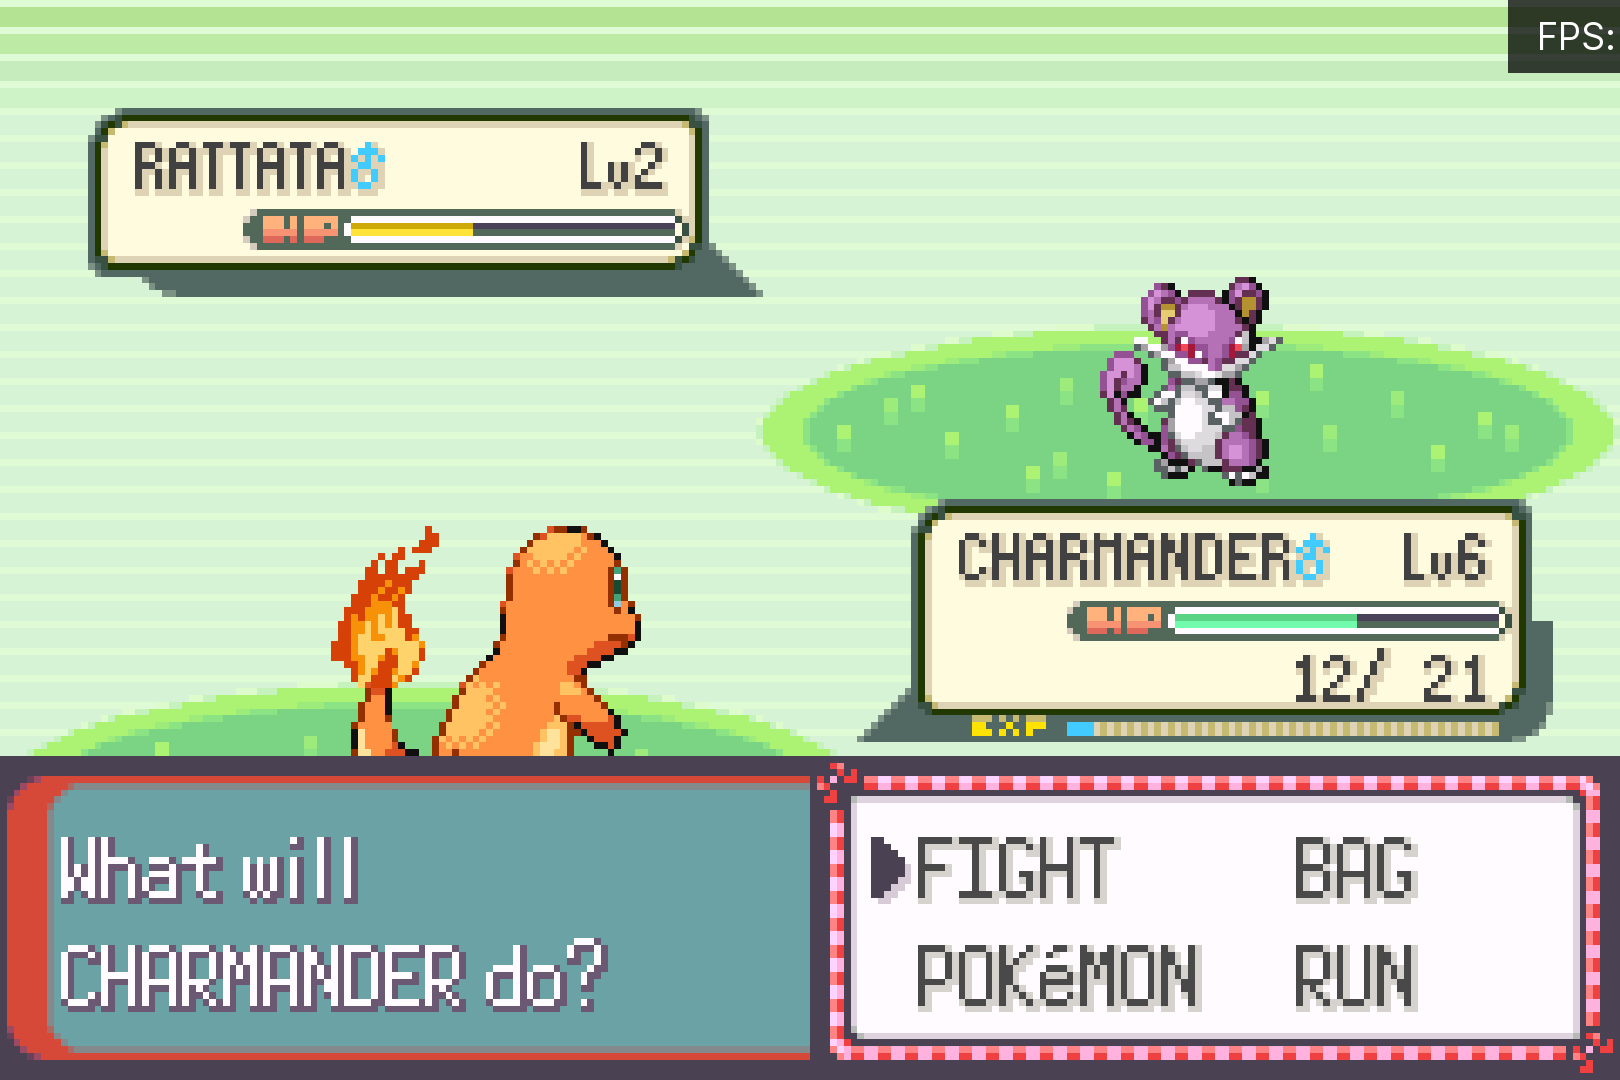 FPS:
RATTATA♂ Lv2
HP
CHARMANDER♂ Lv6
HP
12/ 21
EXP
What will
CHARMANDER do?
▶FIGHT BAG
POKéMON RUN